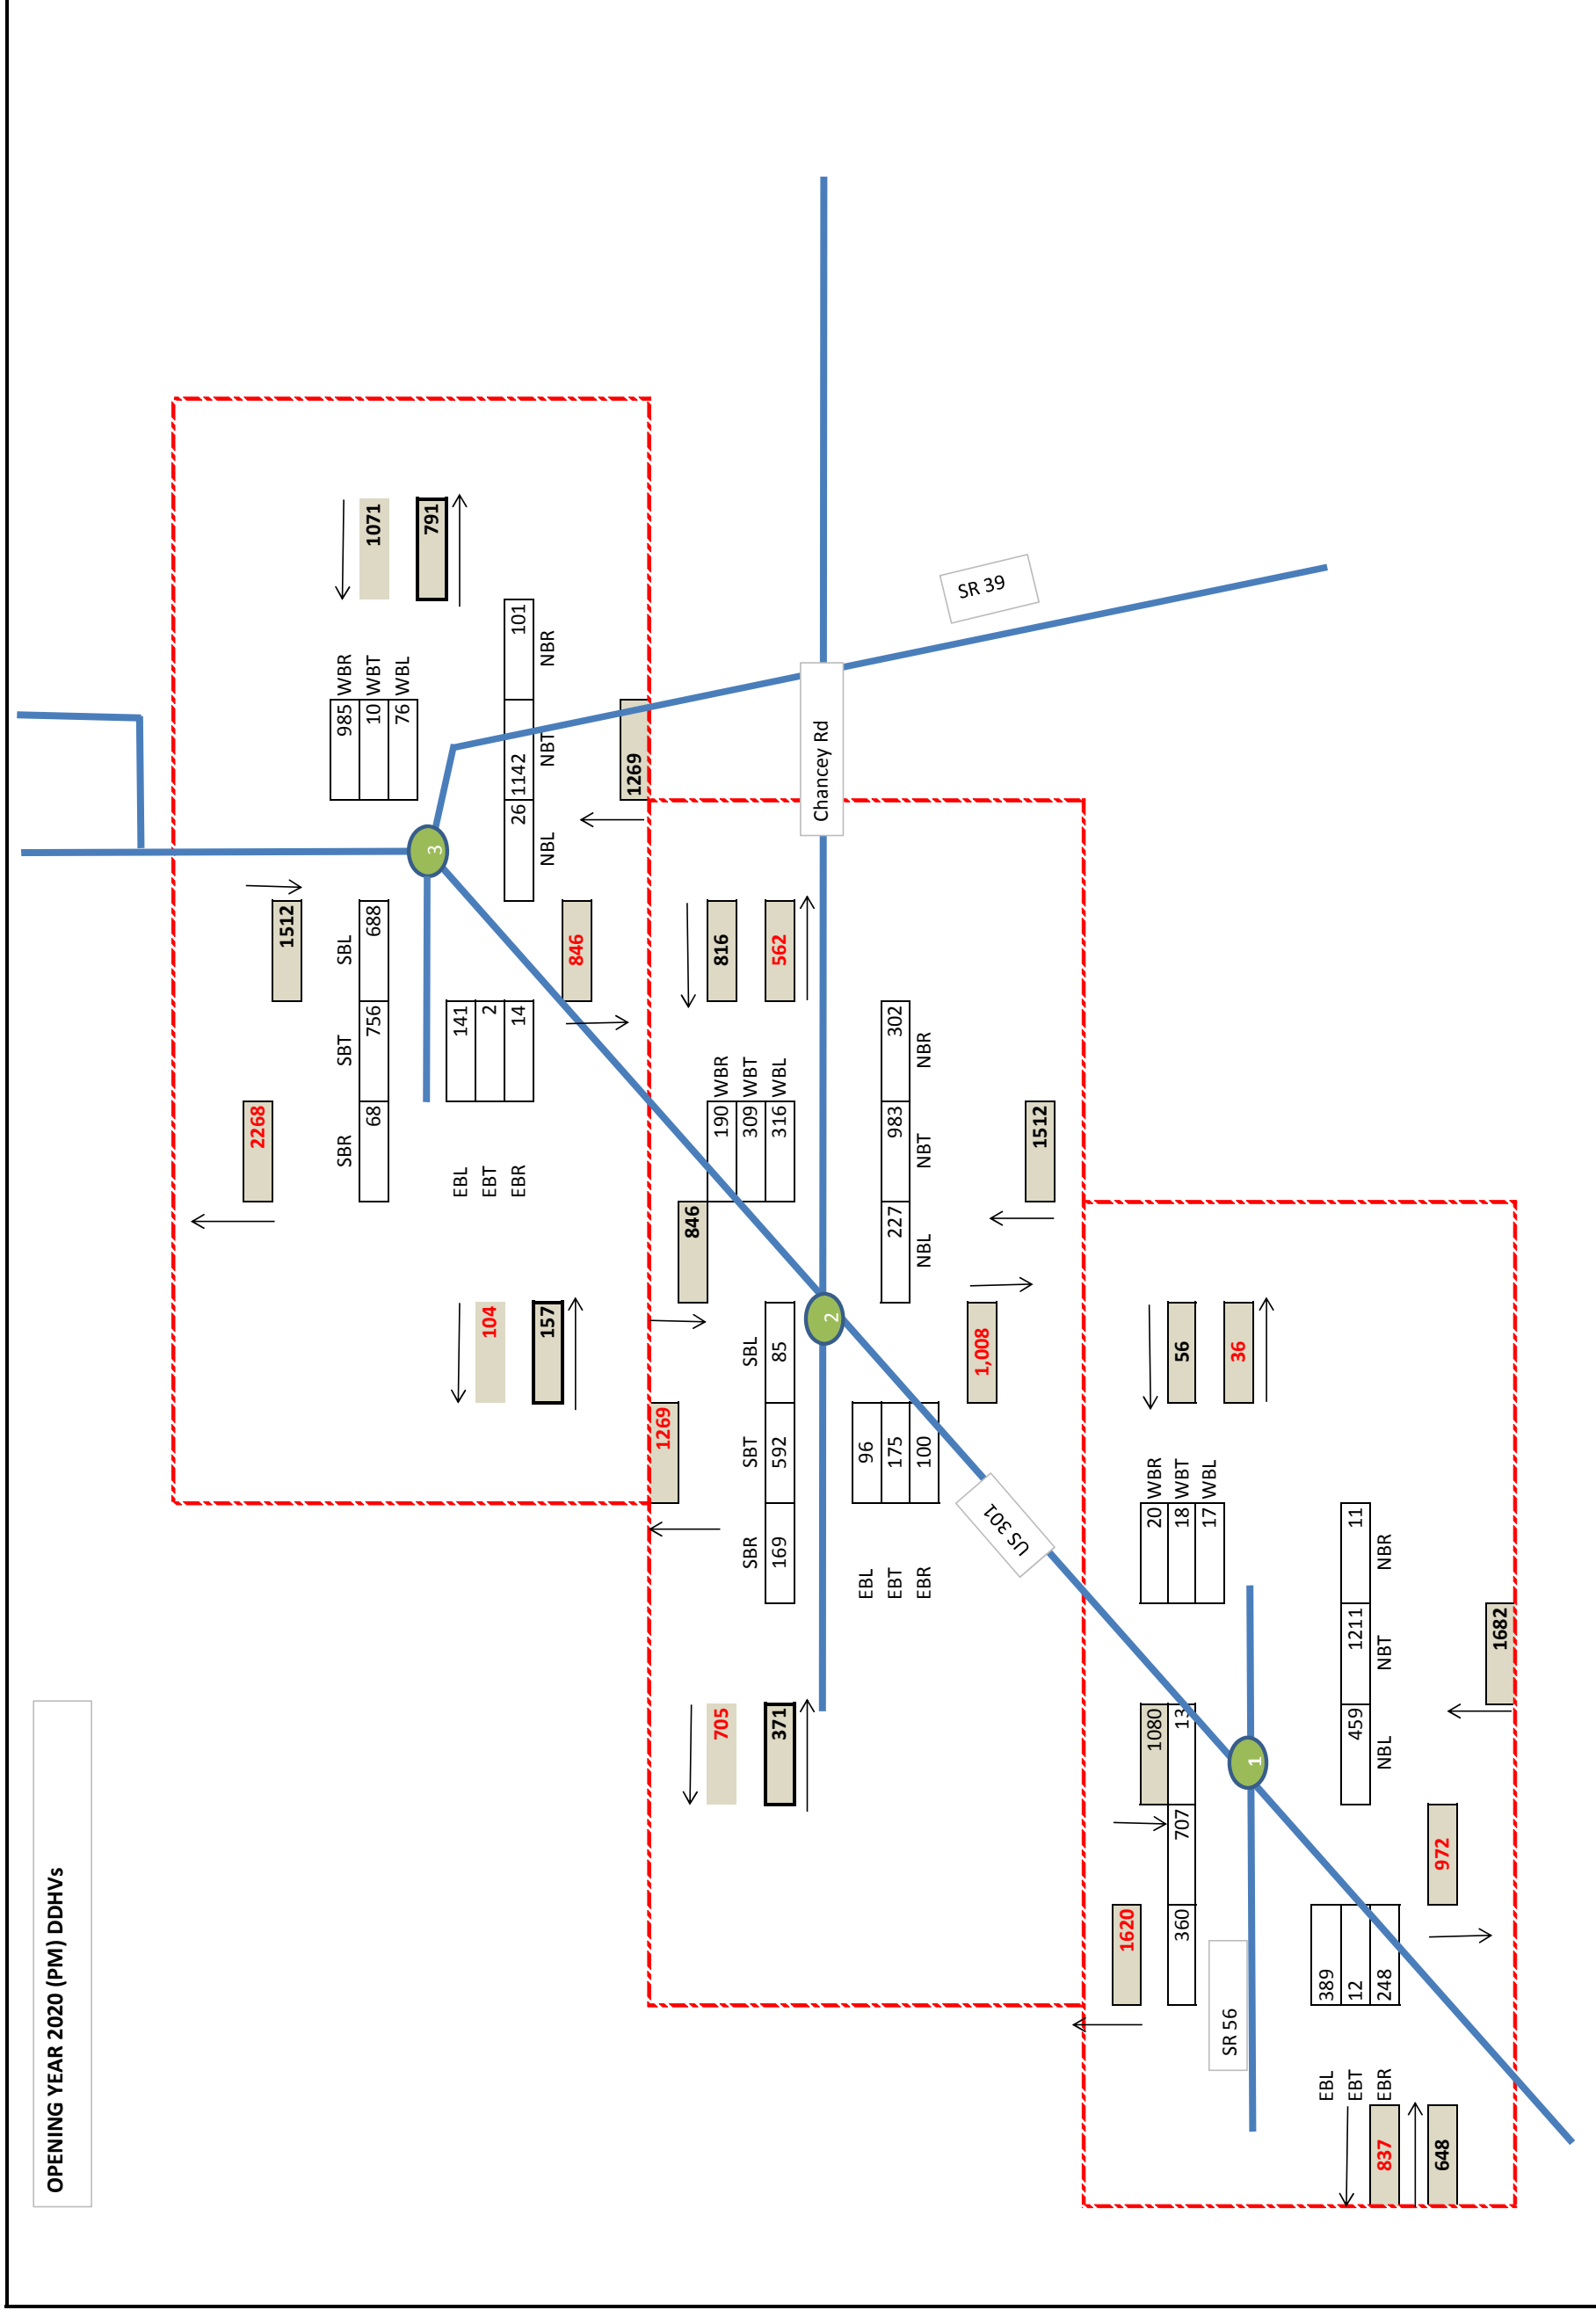 OPENING YEAR 2020 (PM) DDHVs
2268
1512
SBR SBT SBL
68 756 688
985 WBR
10 WBT
76 WBL
1071
791
3
104
157
EBL 141
EBT 2
EBR 14
26 1142 101
NBL NBT NBR
846
1269
1269
846
705
371
SBR SBT SBL
169 592 85
190 WBR
309 WBT
316 WBL
816
562
Chancey Rd
2
EBL 96
EBT 175
EBR 100
227 983 302
NBL NBT NBR
SR 39
1,008
1512
US 301
1620
1080
360 707 13
20 WBR
18 WBT
17 WBL
56
36
SR 56
1
EBL 389
EBT 12
EBR 248
837
648
459 1211 11
NBL NBT NBR
972
1682